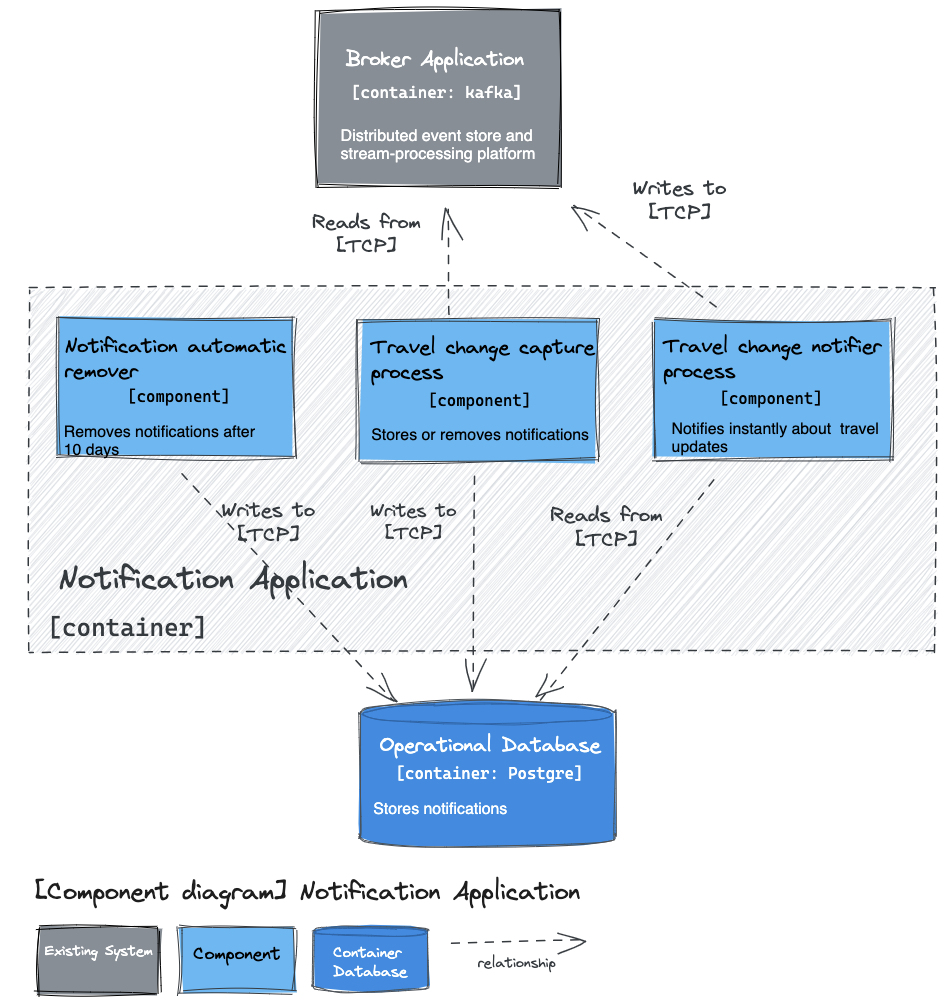 Broker Application
[container: kafka]
Distributed event store and
stream-processing platform
Writes to
[TCP]
Reads from
[TCP]
Notification automatic
remover
[component]
Removes notifications after
10 days
Travel change capture
process
[component]
Stores or removes notifications
Travel change notifier
process
[component]
Notifies instantly about travel
updates
Writes to
[TCP]
Writes to
[TCP]
Reads from
[TCP]
Notification Application
[container]
Operational Database
[container: Postgre]
Stores notifications
[Component diagram] Notification Application
Existing System
Component
Container
Database
relationship